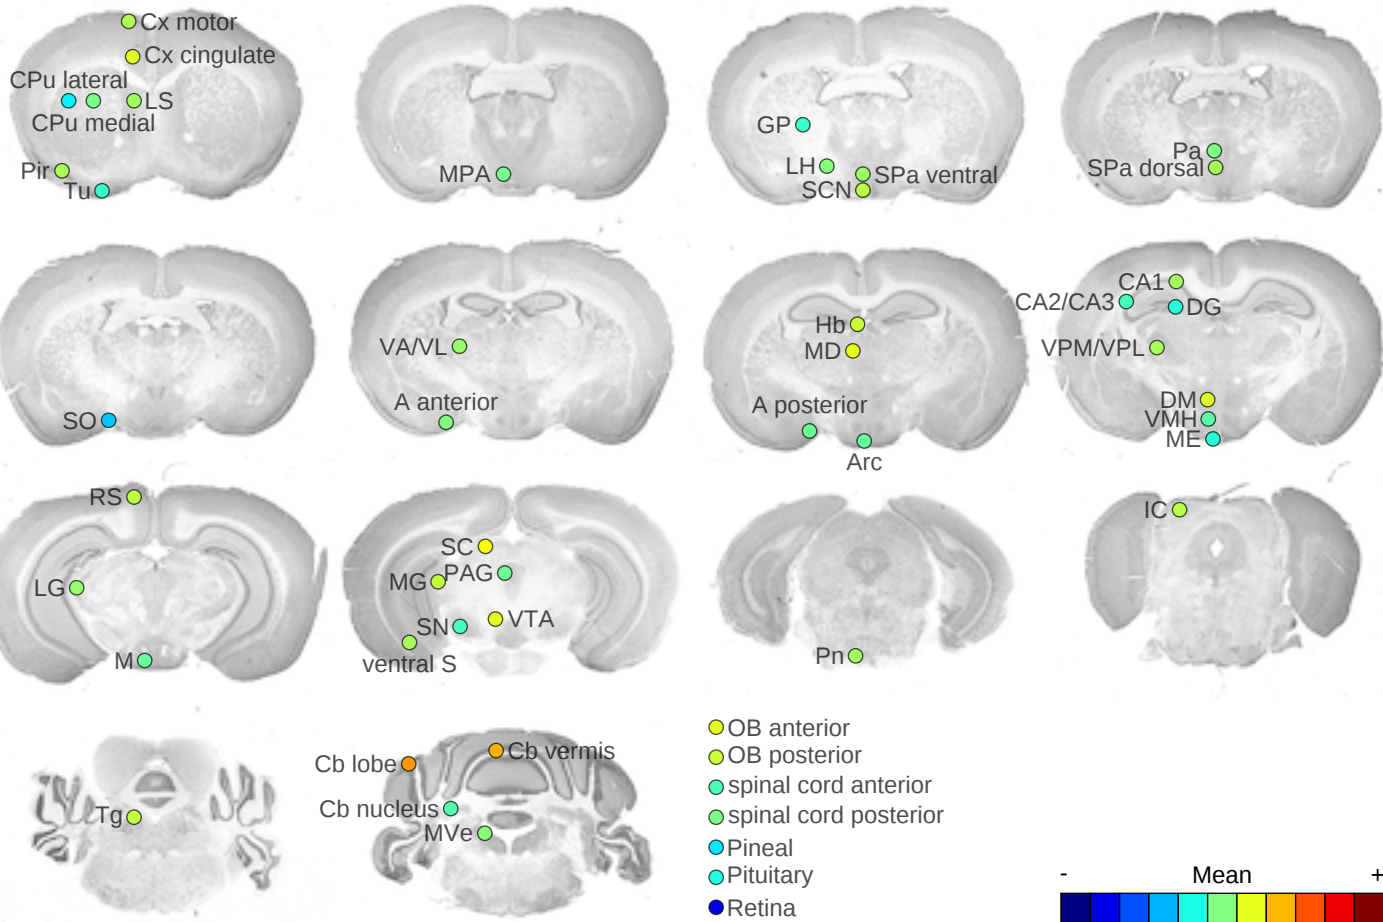 Cx motor
Cx cingulate
CPu lateral
LS
CPu medial
Pir
Tu
MPA
GP
LH
SPa ventral
SCN
Pa
SPa dorsal
SO
VA/VL
A anterior
Hb
MD
A posterior
Arc
CA1
CA2/CA3
DG
VPM/VPL
DM
VMH
ME
RS
LG
M
SC
PAG
MG
VTA
SN
ventral S
Pn
IC
Tg
Cb lobe
Cb vermis
Cb nucleus
MVe
OB anterior
OB posterior
spinal cord anterior
spinal cord posterior
Pineal
Pituitary
Retina
- Mean +